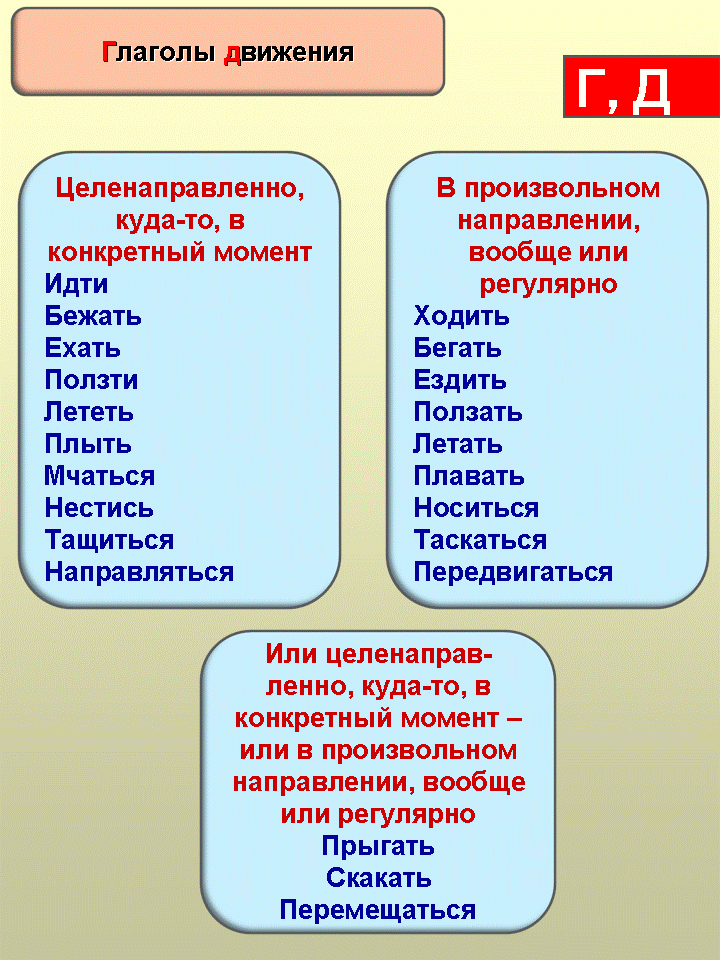 Глаголы движения
Г, Д
Целенаправленно,
куда-то, в
конкретный момент
Идти
Бежать
Ехать
Ползти
Лететь
Плыть
Мчаться
Нестись
Тащиться
Направляться
В произвольном
направлении,
вообще или
регулярно
Ходить
Бегать
Ездить
Ползать
Летать
Плавать
Носиться
Таскаться
Передвигаться
Или целенаправ-
ленно, куда-то, в
конкретный момент –
или в произвольном
направлении, вообще
или регулярно
Прыгать
Скакать
Перемещаться